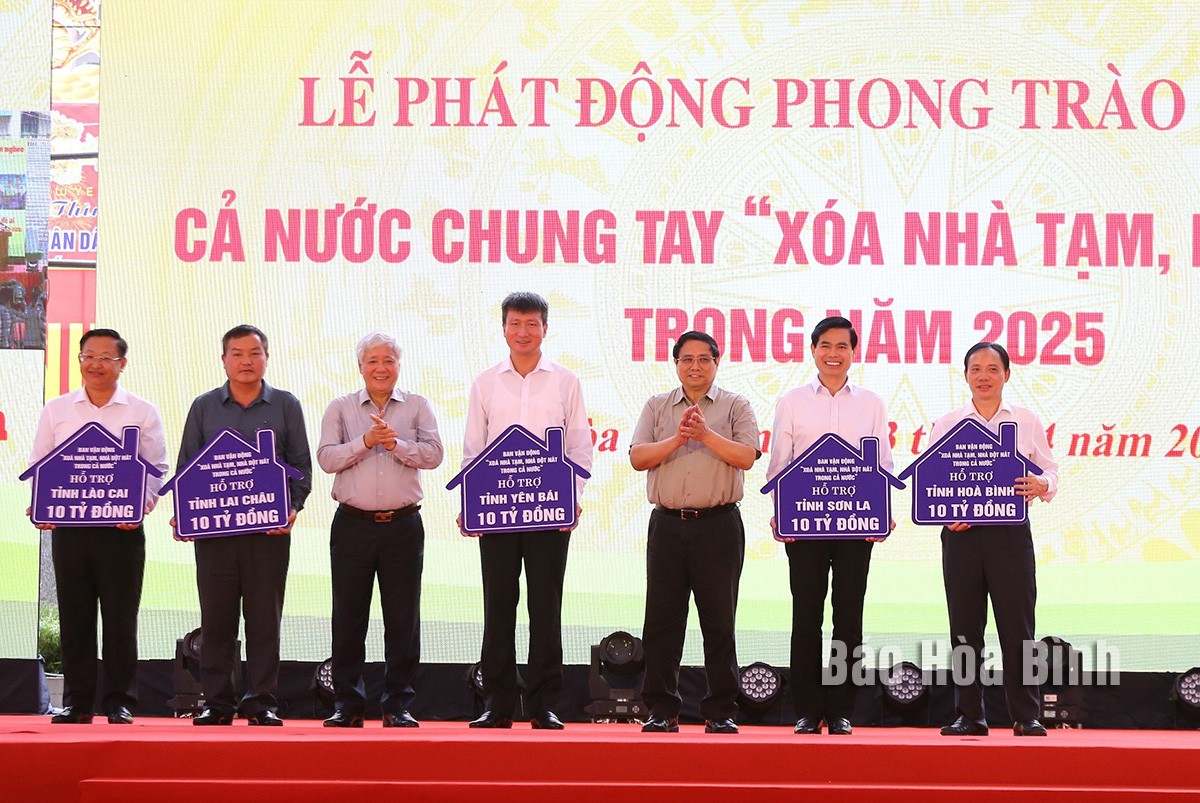 LỄ PHÁT ĐỘNG PHONG TRÀO
CẢ NƯỚC CHUNG TAY "XÓA NHÀ TẠM,
TRONG NĂM 2025
năm 2025
BAN VẬN ĐỘNG
"XOÁ NHÀ TẠM, NHÀ DỘT NÁT
TRONG CẢ NƯỚC"
HỖ TRỢ
TỈNH LÀO CAI
10 TỶ ĐỒNG
BAN VẬN ĐỘNG
"XOÁ NHÀ TẠM, NHÀ DỘT NÁT
TRONG CẢ NƯỚC"
HỖ TRỢ
TỈNH LAI CHÂU
10 TỶ ĐỒNG
BAN VẬN ĐỘNG
"XOÁ NHÀ TẠM, NHÀ DỘT NÁT
TRONG CẢ NƯỚC"
HỖ TRỢ
TỈNH YÊN BÁI
10 TỶ ĐỒNG
BAN VẬN ĐỘNG
"XOÁ NHÀ TẠM, NHÀ DỘT NÁT
TRONG CẢ NƯỚC"
HỖ TRỢ
TỈNH SƠN LA
10 TỶ ĐỒNG
BAN VẬN ĐỘNG
"XOÁ NHÀ TẠM, NHÀ DỘT NÁT
TRONG CẢ NƯỚC"
HỖ TRỢ
TỈNH HOÀ BÌNH
10 TỶ ĐỒNG
Báo Hòa Bình